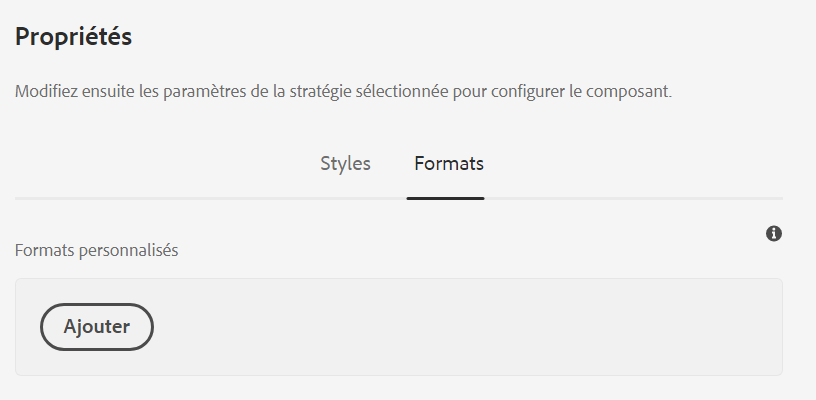 Propriétés
Modifiez ensuite les paramètres de la stratégie sélectionnée pour configurer le composant.
Styles Formats
Formats personnalisés
Ajouter